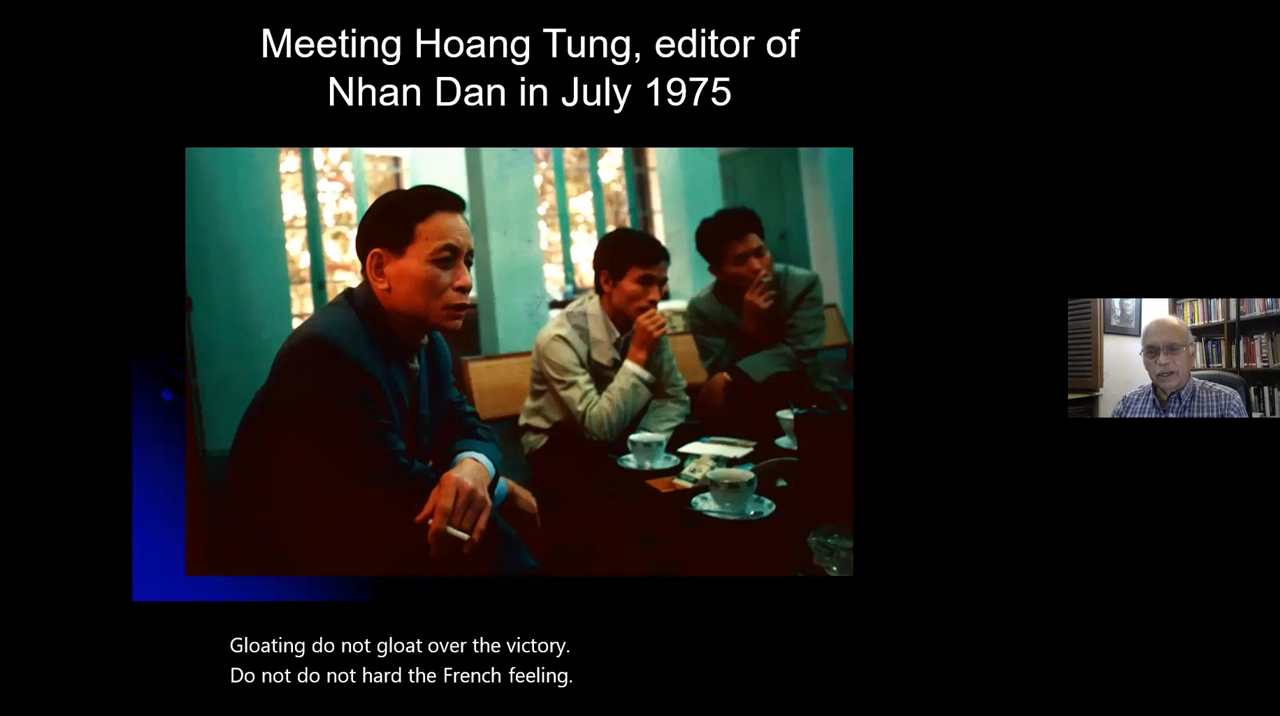 Meeting Hoang Tung, editor of
Nhan Dan in July 1975
Gloating do not gloat over the victory.
Do not do not hard the French feeling.